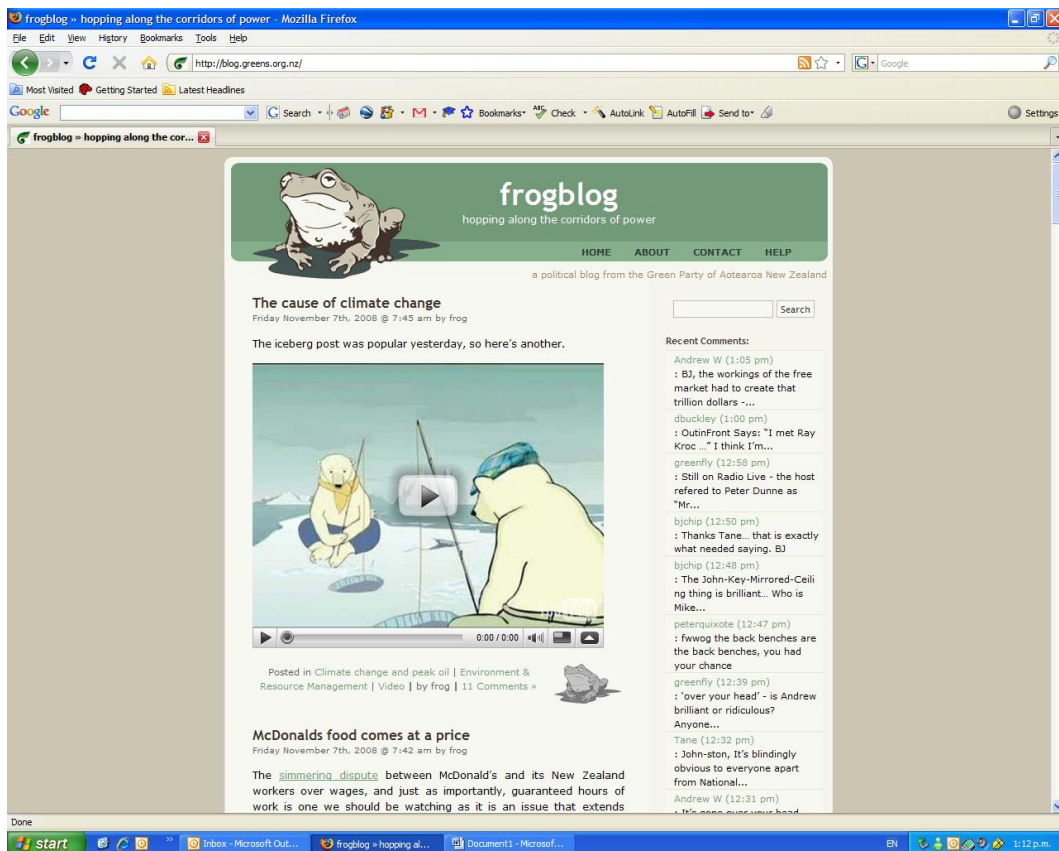 frogblog » hopping along the corridors of power - Mozilla Firefox
File Edit View History Bookmarks Tools Help
http://blog.greens.org.nz/
G Google
Most Visited Getting Started Latest Headlines
Google G Search Bookmarks ABC Check AutoLink AutoFill Send to Settings
frogblog » hopping along the cor...
frogblog
hopping along the corridors of power
HOME ABOUT CONTACT HELP
a political blog from the Green Party of Aotearoa New Zealand
The cause of climate change
Friday November 7th, 2008 @ 7:45 am by frog
The iceberg post was popular yesterday, so here's another.
0:00 / 0:00
Posted in Climate change and peak oil | Environment &
Resource Management | Video | by frog | 11 Comments »
McDonalds food comes at a price
Friday November 7th, 2008 @ 7:42 am by frog
The simmering dispute between McDonald's and its New Zealand
workers over wages, and just as importantly, guaranteed hours of
work is one we should be watching as it is an issue that extends
Search
Recent Comments:
Andrew W (1:05 pm)
: BJ, the workings of the free
market had to create that
trillion dollars -...
dbuckley (1:00 pm)
: OutinFront Says: "I met Ray
Kroc ..." I think I'm...
greenfly (12:58 pm)
: Still on Radio Live - the host
refered to Peter Dunne as
"Mr...
bjchip (12:50 pm)
: Thanks Tane... that is exactly
what needed saying. BJ
bjchip (12:48 pm)
: The John-Key-Mirrored-Ceili
ng thing is brilliant... Who is
Mike...
peterquixote (12:47 pm)
: fwwog the back benches are
the back benches, you had
your chance
greenfly (12:39 pm)
: 'over your head' - is Andrew
brilliant or ridiculous?
Anyone...
Tane (12:32 pm)
: John-ston, It's blindingly
obvious to everyone apart
from National...
Andrew W (12:31 pm)
: It's gone over your head
Done
start Inbox - Microsoft Out... frogblog » hopping al... Document1 - Microsof... EN 1:12 p.m.